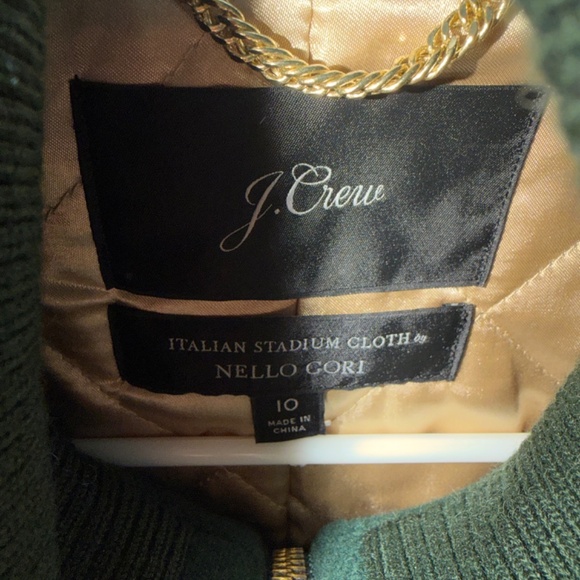 J.Crew
ITALIAN STADIUM CLOTH by
NELLO GORI
10
MADE IN
CHINA